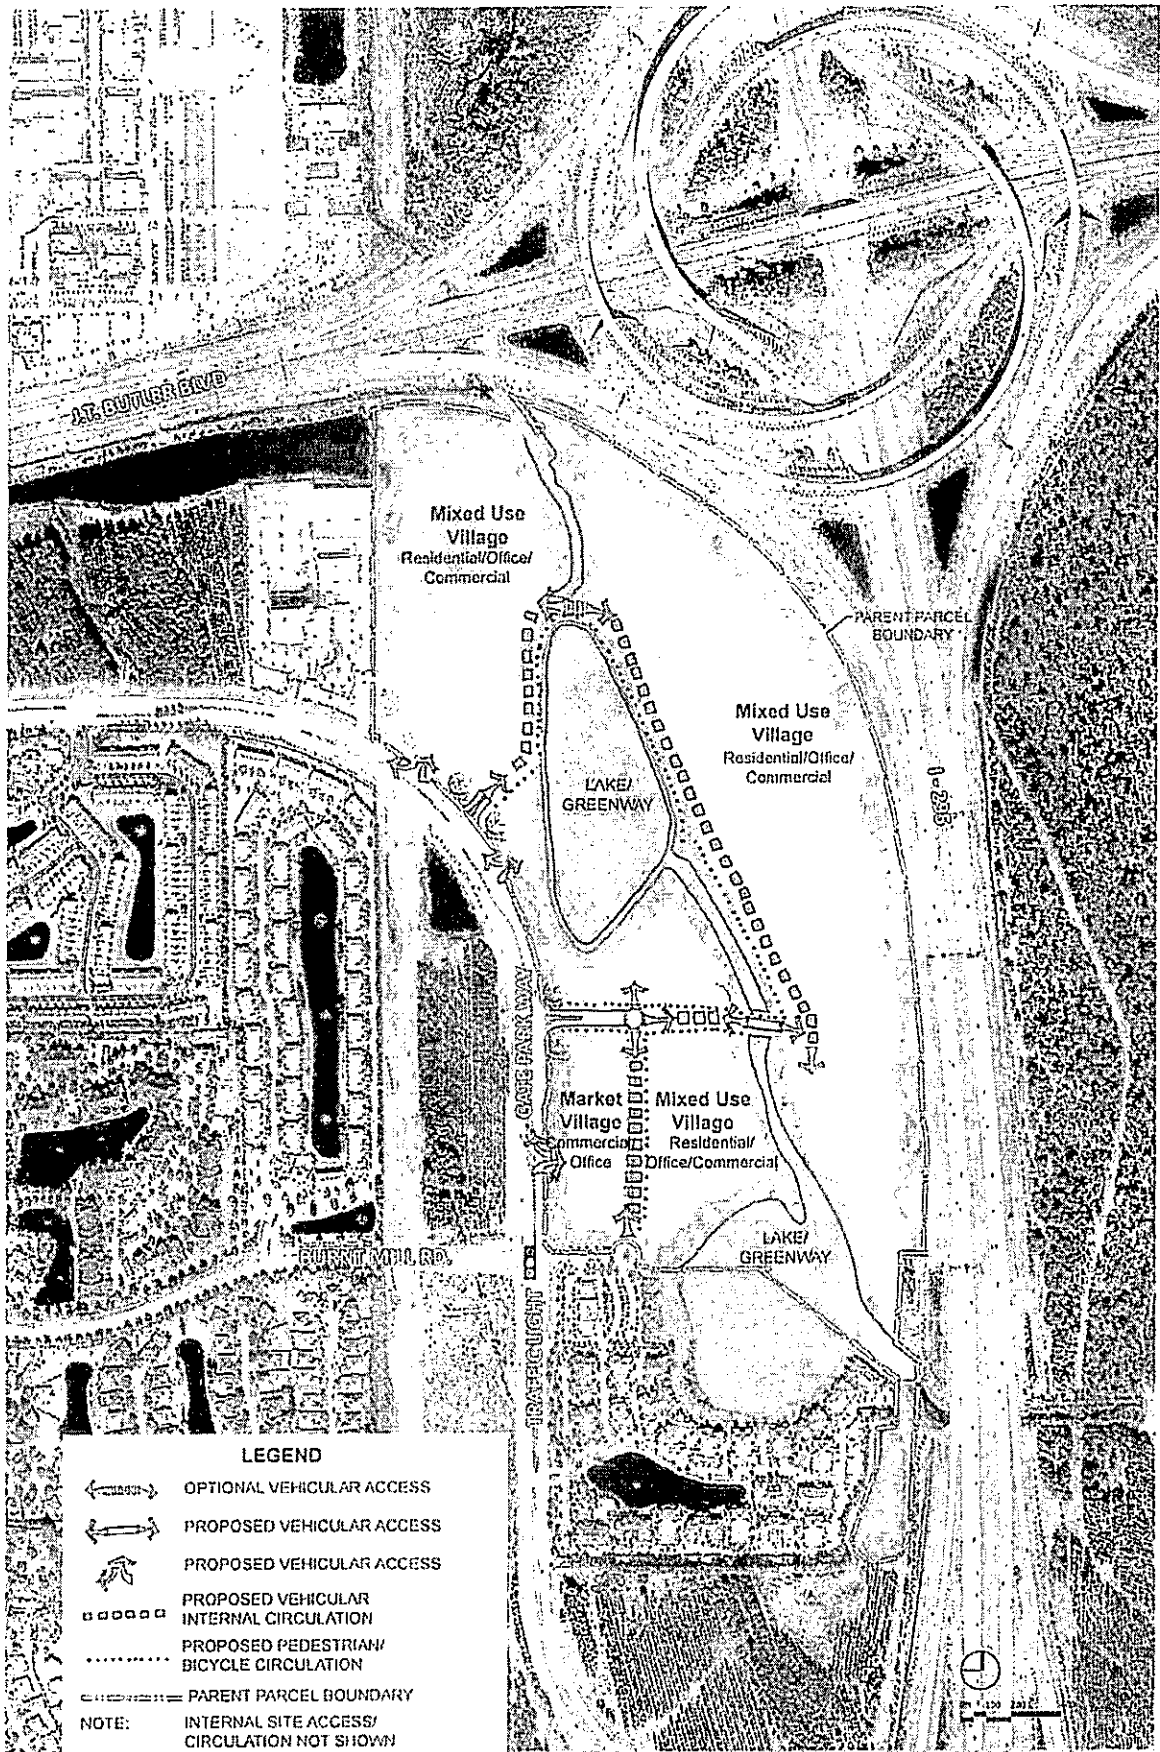 J.T. BUTLER BLVD
Mixed Use
Village
Residential/Office/
Commercial
PARENT PARCEL
BOUNDARY
Mixed Use
Village
Residential/Office/
Commercial
I-295
LAKE/
GREENWAY
GATE PARKWAY
Market
Village
Commercial
Office
Mixed Use
Village
Residential/
Office/Commercial
LAKE/
GREENWAY
BURNT MILL RD.
LEGEND
OPTIONAL VEHICULAR ACCESS
PROPOSED VEHICULAR ACCESS
PROPOSED VEHICULAR ACCESS
PROPOSED VEHICULAR
INTERNAL CIRCULATION
PROPOSED PEDESTRIAN/
BICYCLE CIRCULATION
PARENT PARCEL BOUNDARY
NOTE: INTERNAL SITE ACCESS/
CIRCULATION NOT SHOWN